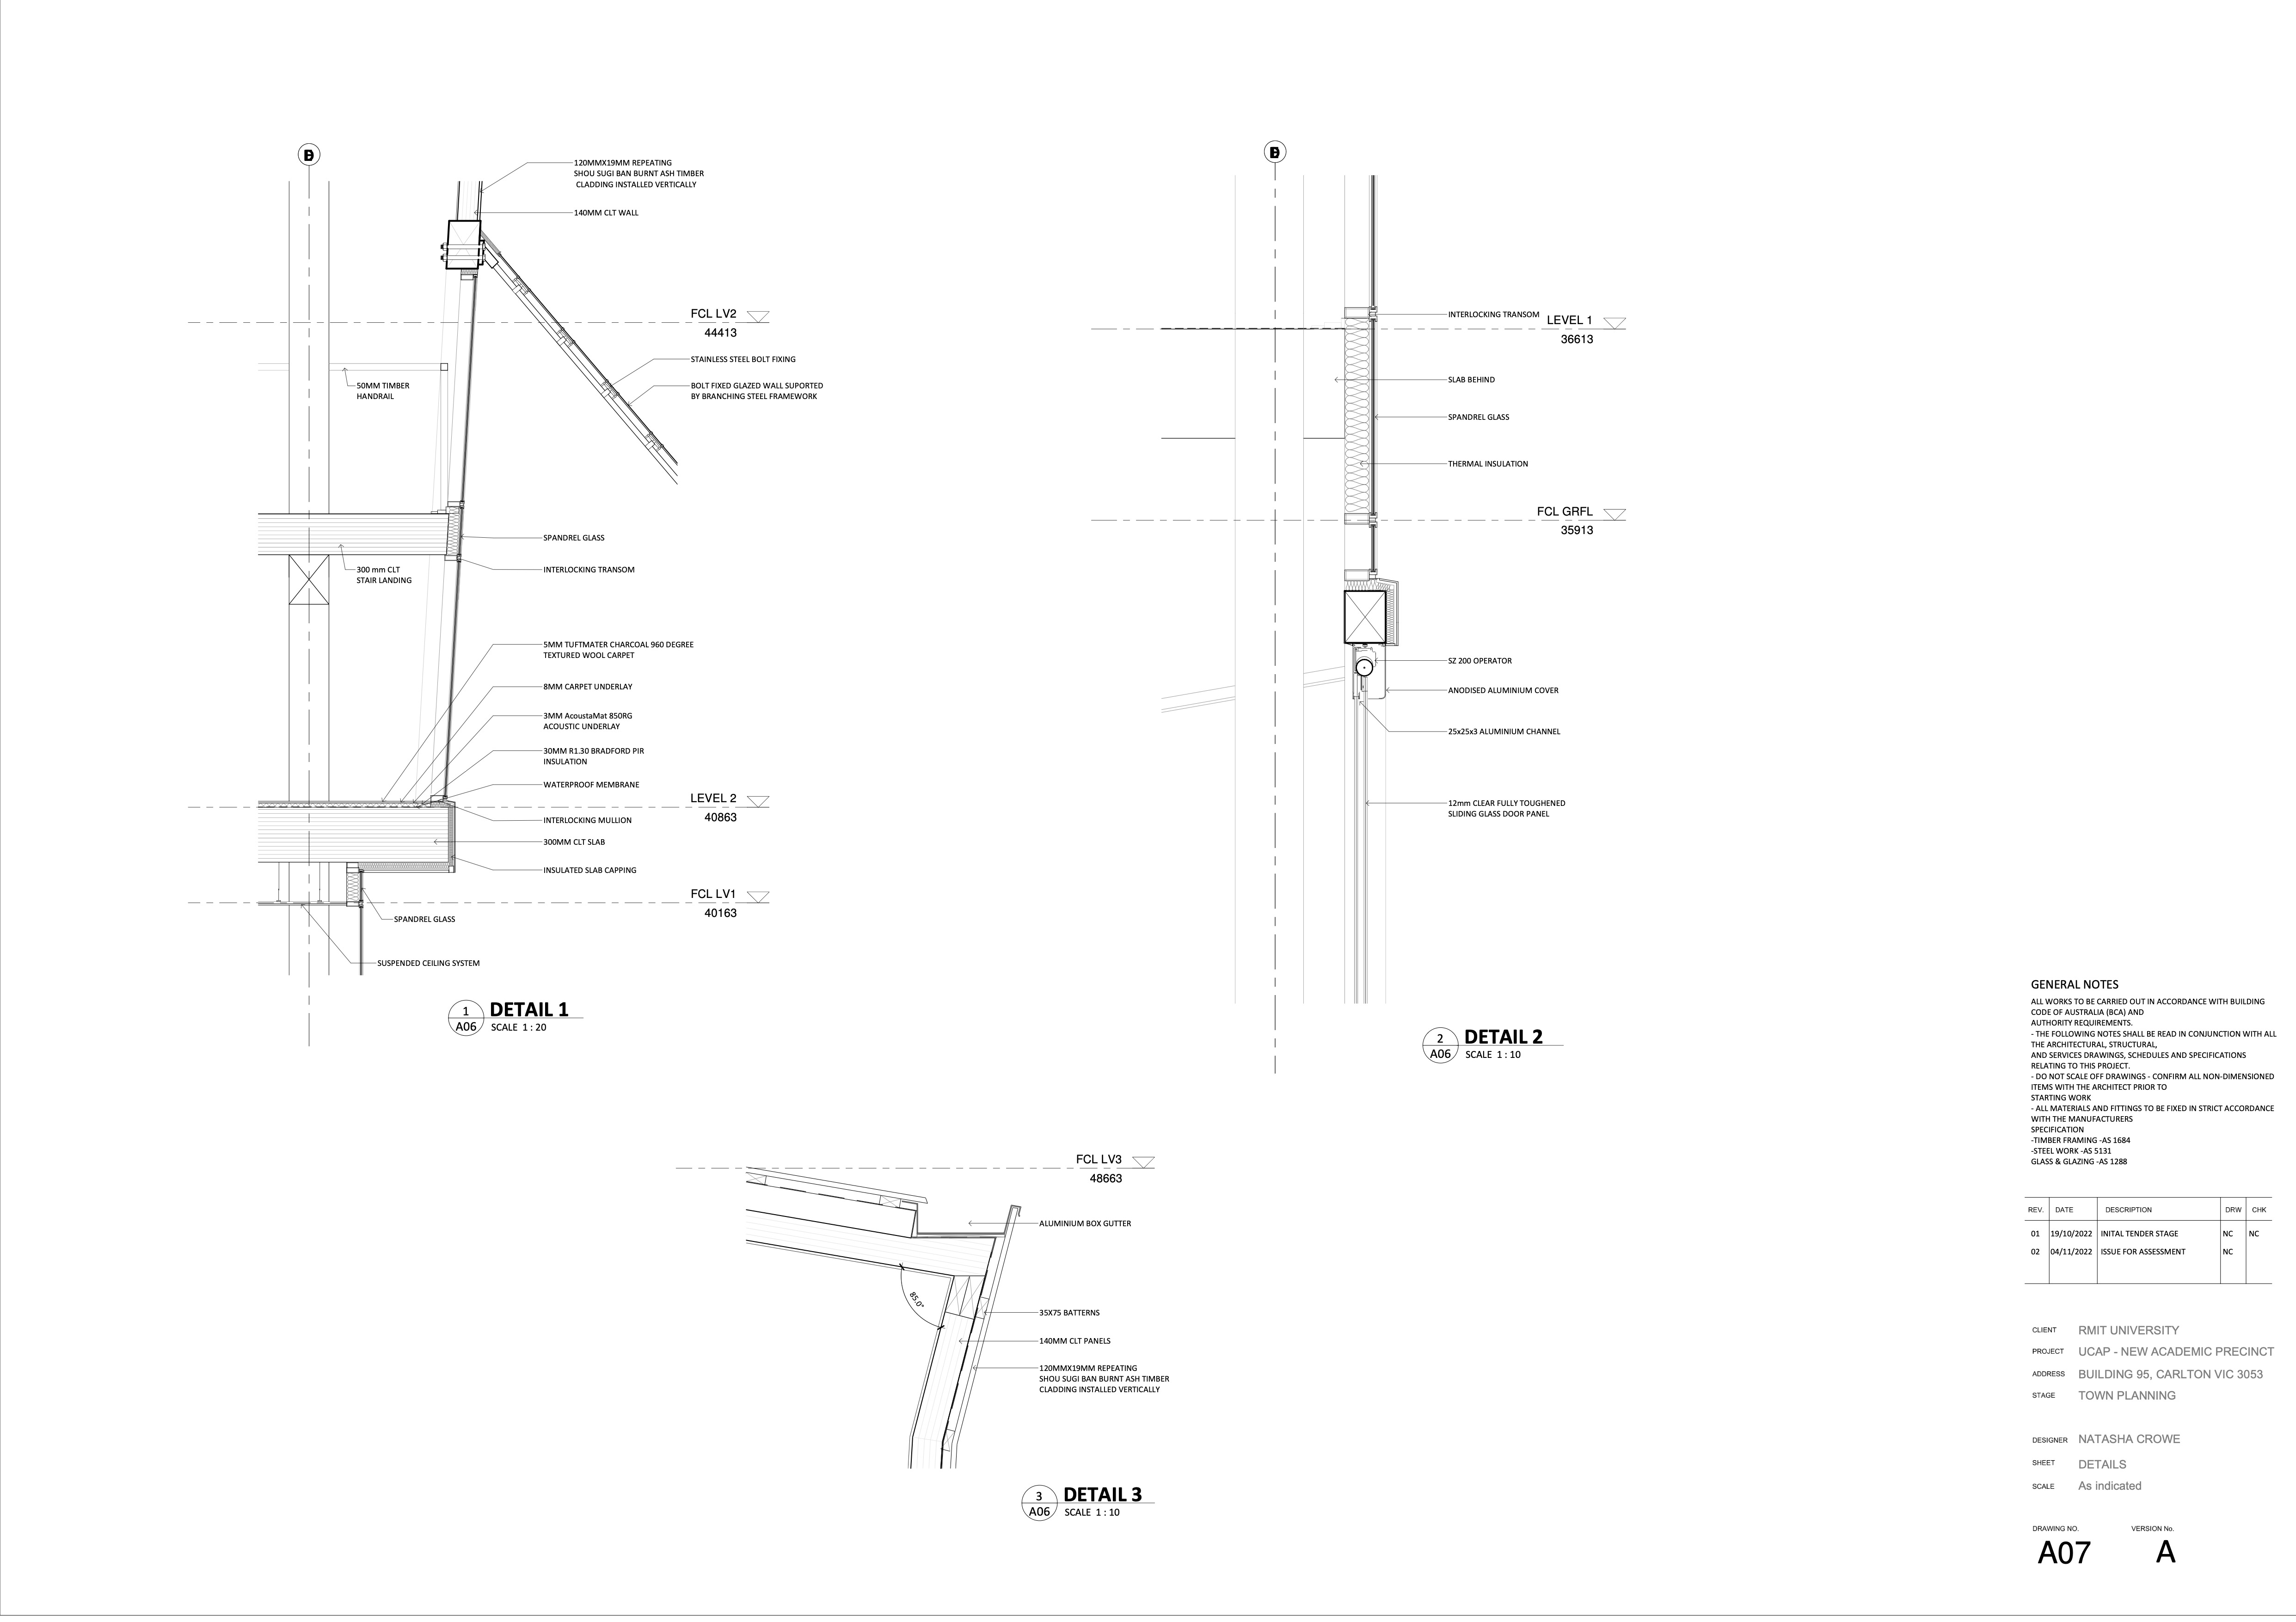 120MMX19MM REPEATING
SHOU SUGI BAN BURNT ASH TIMBER
CLADDING INSTALLED VERTICALLY
140MM CLT WALL
FCL LV2
44413
STAINLESS STEEL BOLT FIXING
BOLT FIXED GLAZED WALL SUPORTED
BY BRANCHING STEEL FRAMEWORK
50MM TIMBER
HANDRAIL
SPANDREL GLASS
INTERLOCKING TRANSOM
300 mm CLT
STAIR LANDING
5MM TUFTMATER CHARCOAL 960 DEGREE
TEXTURED WOOL CARPET
8MM CARPET UNDERLAY
3MM AcoustaMat 850RG
ACOUSTIC UNDERLAY
30MM R1.30 BRADFORD PIR
INSULATION
WATERPROOF MEMBRANE
LEVEL 2
40863
INTERLOCKING MULLION
300MM CLT SLAB
INSULATED SLAB CAPPING
FCL LV1
40163
SPANDREL GLASS
SUSPENDED CEILING SYSTEM
1
A06
DETAIL 1
SCALE 1 : 20
INTERLOCKING TRANSOM
LEVEL 1
36613
SLAB BEHIND
SPANDREL GLASS
THERMAL INSULATION
FCL GRFL
35913
SZ 200 OPERATOR
ANODISED ALUMINIUM COVER
25x25x3 ALUMINIUM CHANNEL
12mm CLEAR FULLY TOUGHENED
SLIDING GLASS DOOR PANEL
2
A06
DETAIL 2
SCALE 1 : 10
FCL LV3
48663
ALUMINIUM BOX GUTTER
85.0°
35X75 BATTERNS
140MM CLT PANELS
120MMX19MM REPEATING
SHOU SUGI BAN BURNT ASH TIMBER
CLADDING INSTALLED VERTICALLY
3
A06
DETAIL 3
SCALE 1 : 10
GENERAL NOTES
ALL WORKS TO BE CARRIED OUT IN ACCORDANCE WITH BUILDING
CODE OF AUSTRALIA (BCA) AND
AUTHORITY REQUIREMENTS.
- THE FOLLOWING NOTES SHALL BE READ IN CONJUNCTION WITH ALL
THE ARCHITECTURAL, STRUCTURAL,
AND SERVICES DRAWINGS, SCHEDULES AND SPECIFICATIONS
RELATING TO THIS PROJECT.
- DO NOT SCALE OFF DRAWINGS - CONFIRM ALL NON-DIMENSIONED
ITEMS WITH THE ARCHITECT PRIOR TO
STARTING WORK
- ALL MATERIALS AND FITTINGS TO BE FIXED IN STRICT ACCORDANCE
WITH THE MANUFACTURERS
SPECIFICATION
-TIMBER FRAMING -AS 1684
-STEEL WORK -AS 5131
GLASS & GLAZING -AS 1288
REV. DATE DESCRIPTION DRW CHK
01 19/10/2022 INITAL TENDER STAGE NC NC
02 04/11/2022 ISSUE FOR ASSESSMENT NC
CLIENT RMIT UNIVERSITY
PROJECT UCAP - NEW ACADEMIC PRECINCT
ADDRESS BUILDING 95, CARLTON VIC 3053
STAGE TOWN PLANNING
DESIGNER NATASHA CROWE
SHEET DETAILS
SCALE As indicated
DRAWING NO. VERSION No.
A07 A